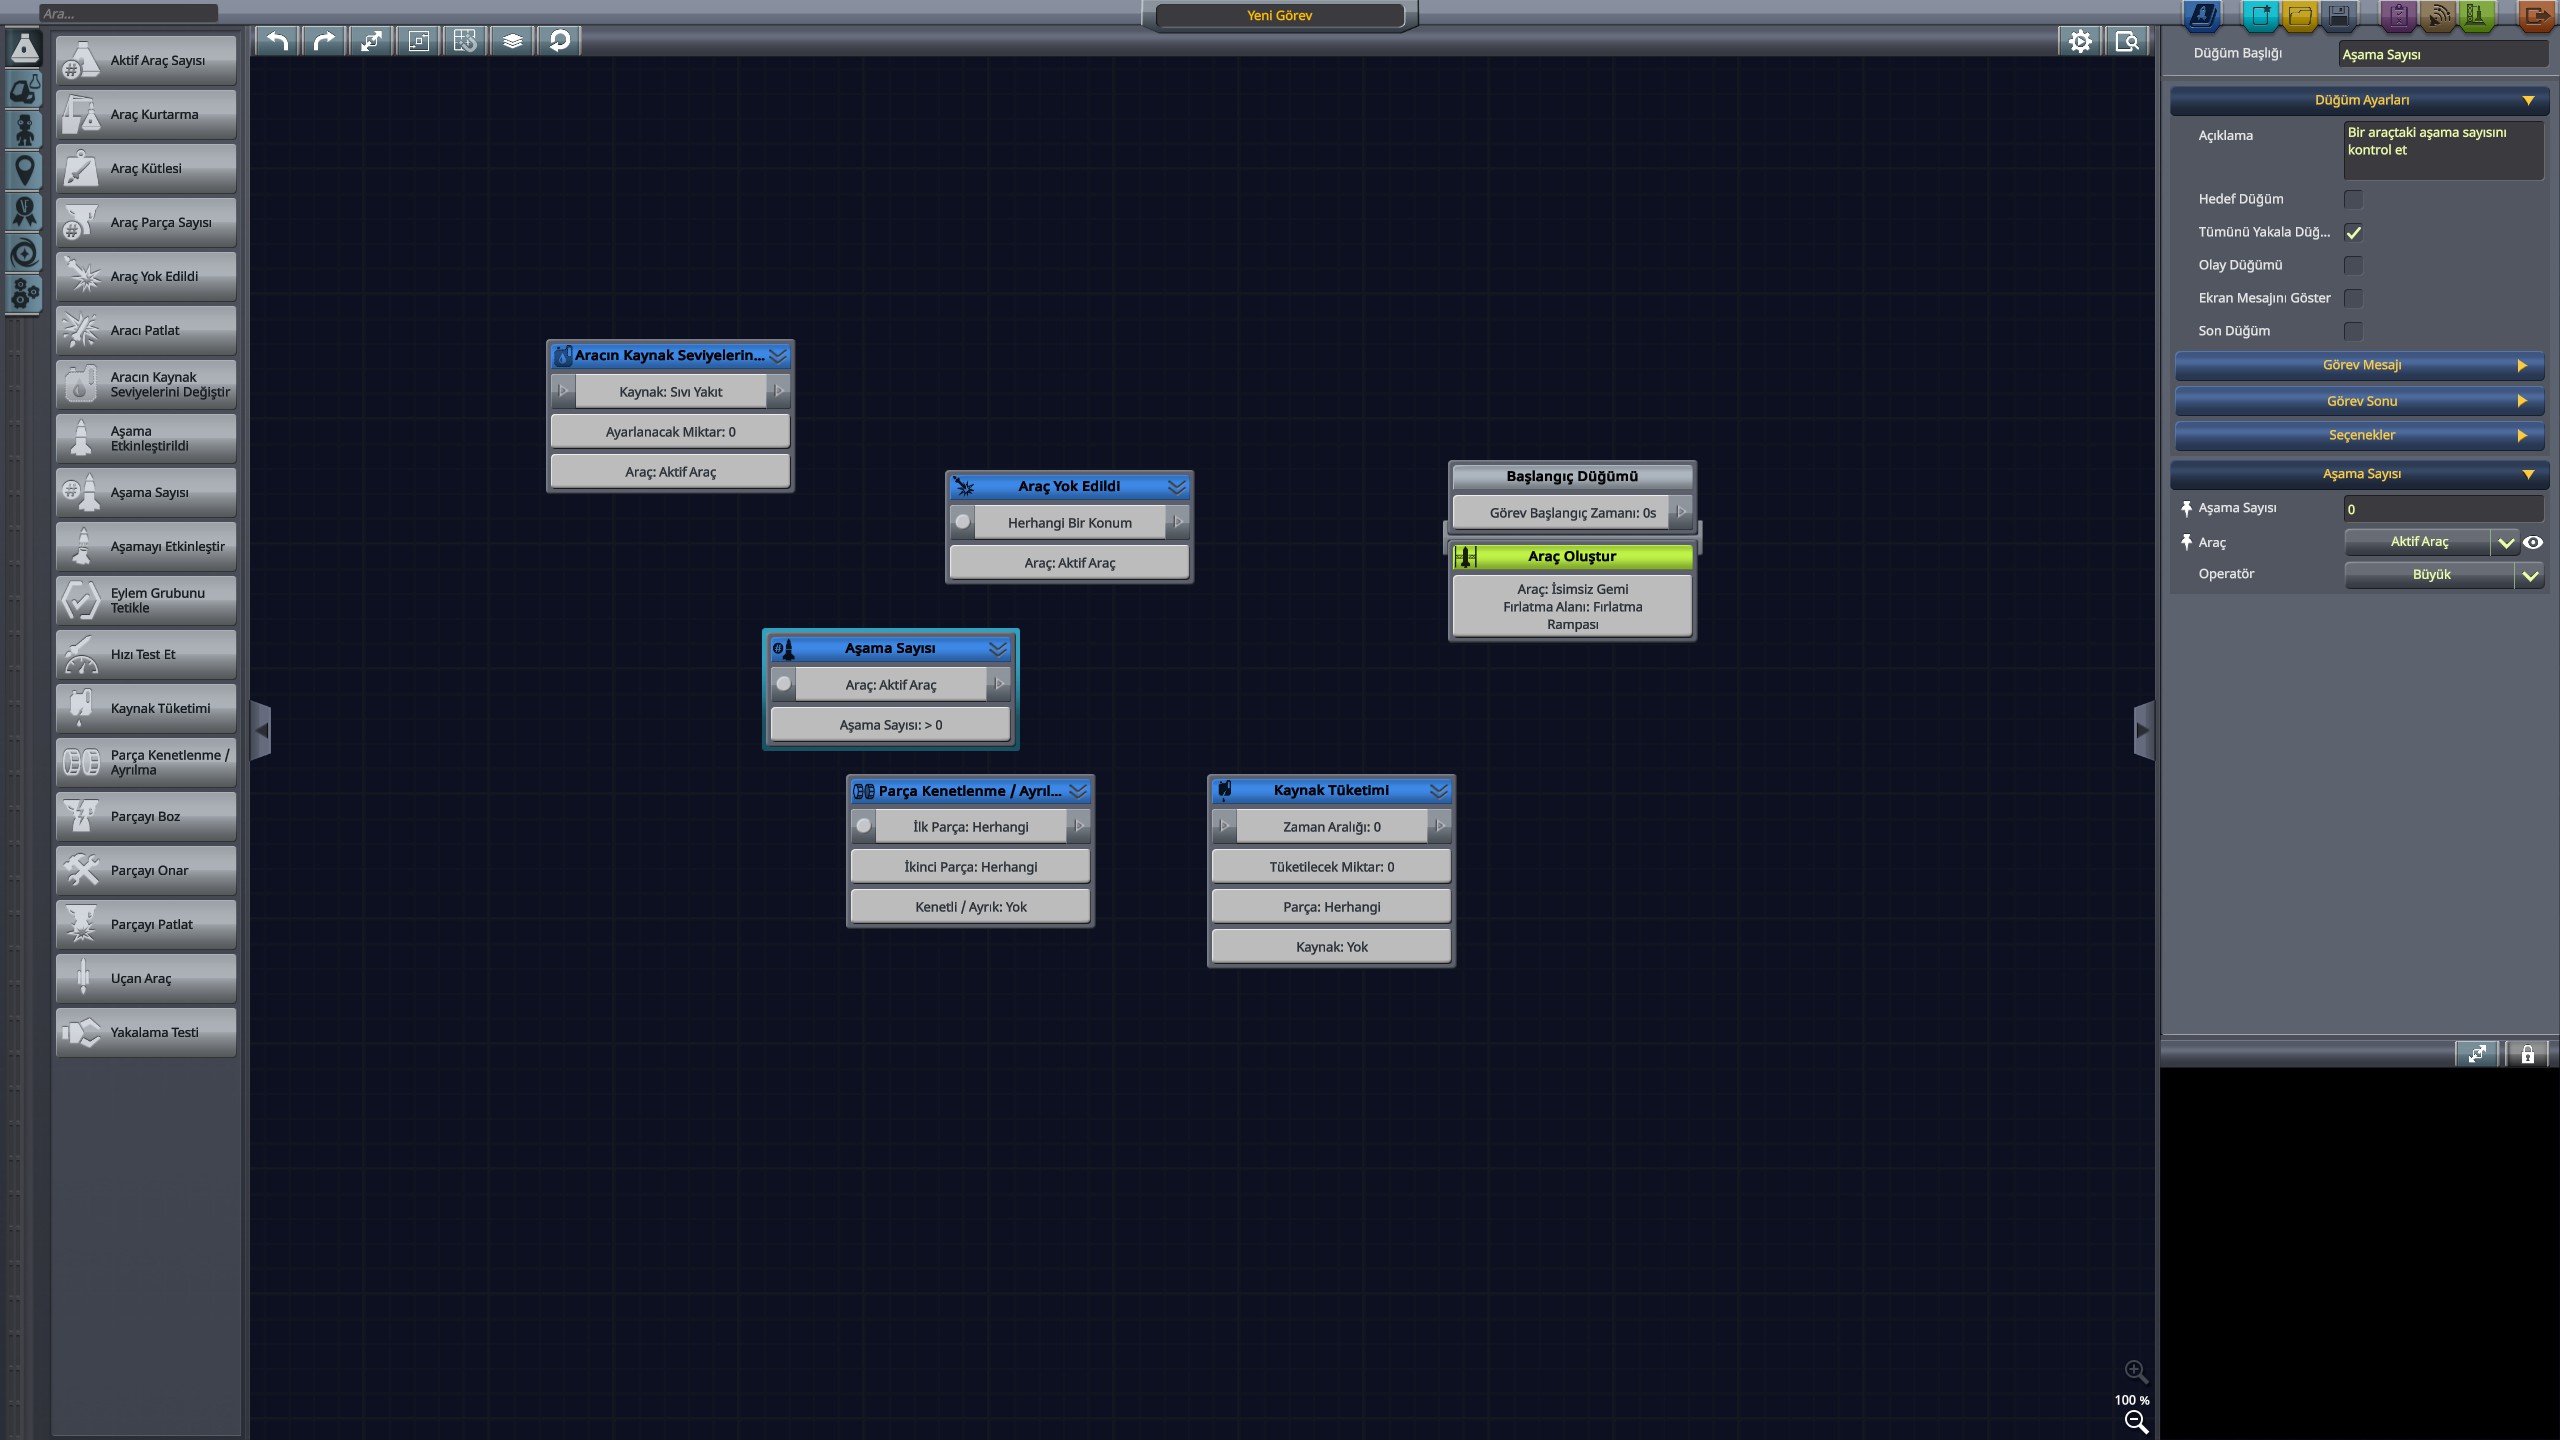 Ara...
Yeni Görev
Aktif Araç Sayısı
Araç Kurtarma
Araç Kütlesi
Araç Parça Sayısı
Araç Yok Edildi
Aracı Patlat
Aracın Kaynak
Seviyelerini Değiştir
Aşama
Etkinleştirildi
Aşama Sayısı
Aşamayı Etkinleştir
Eylem Grubunu
Tetikle
Hızı Test Et
Kaynak Tüketimi
Parça Kenetlenme /
Ayrılma
Parçayı Boz
Parçayı Onar
Parçayı Patlat
Uçan Araç
Yakalama Testi
Aracın Kaynak Seviyelerin...
Kaynak: Sıvı Yakıt
Ayarlanacak Miktar: 0
Araç: Aktif Araç
Araç Yok Edildi
Herhangi Bir Konum
Araç: Aktif Araç
Başlangıç Düğümü
Görev Başlangıç Zamanı: 0s
Araç Oluştur
Araç: İsimsiz Gemi
Fırlatma Alanı: Fırlatma
Rampası
Aşama Sayısı
Araç: Aktif Araç
Aşama Sayısı: > 0
Parça Kenetlenme / Ayrıl...
İlk Parça: Herhangi
İkinci Parça: Herhangi
Kenetli / Ayrık: Yok
Kaynak Tüketimi
Zaman Aralığı: 0
Tüketilecek Miktar: 0
Parça: Herhangi
Kaynak: Yok
100 %
Düğüm Başlığı
Aşama Sayısı
Düğüm Ayarları
Açıklama
Bir araçtaki aşama sayısını
kontrol et
Hedef Düğüm
Tümünü Yakala Düğ...
Olay Düğümü
Ekran Mesajını Göster
Son Düğüm
Görev Mesajı
Görev Sonu
Seçenekler
Aşama Sayısı
Aşama Sayısı
0
Araç
Aktif Araç
Operatör
Büyük